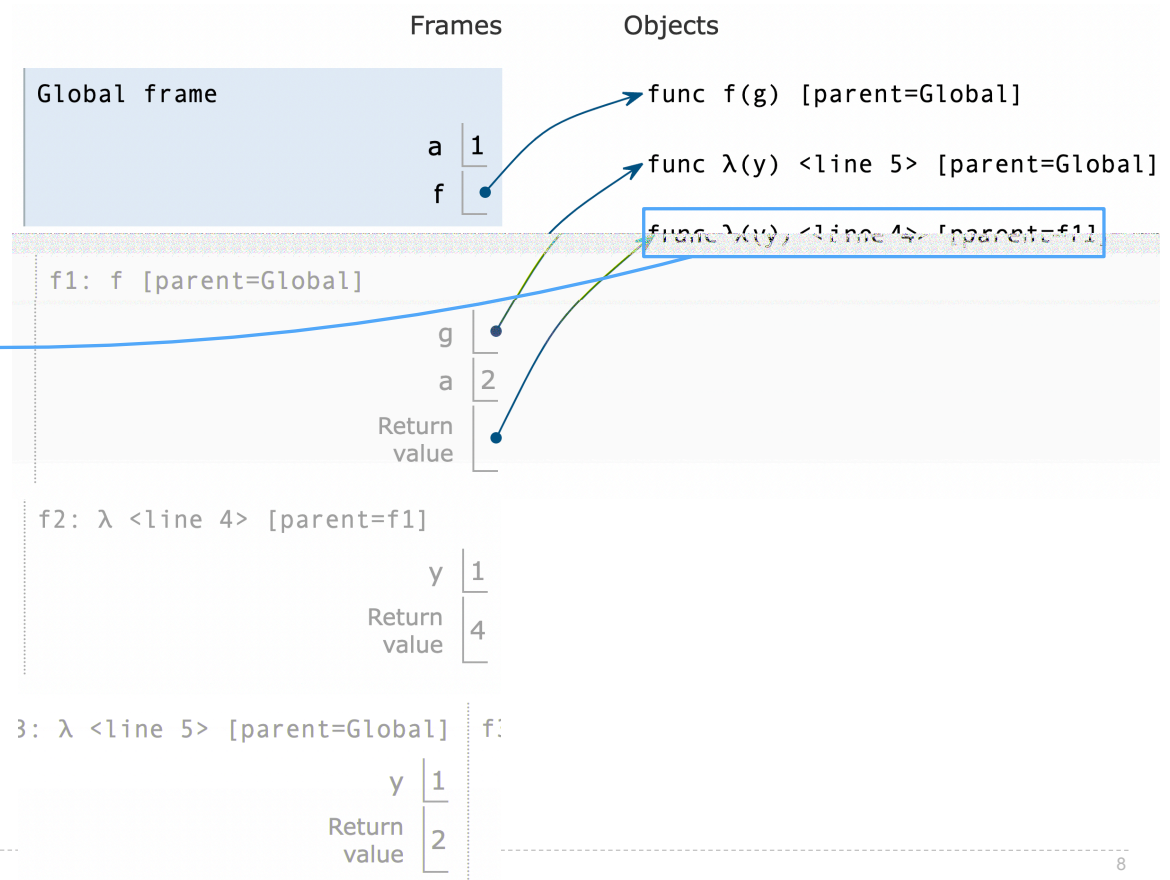 Frames Objects
Global frame
func f(g) [parent=Global]
a 1
func λ(y) <line 5> [parent=Global]
f
func λ(y) <line 4> [parent=f1]
f1: f [parent=Global]
g
a 2
Return
value
f2: λ <line 4> [parent=f1]
y 1
Return
value
4
3: λ <line 5> [parent=Global]
y 1
Return
value
2
8